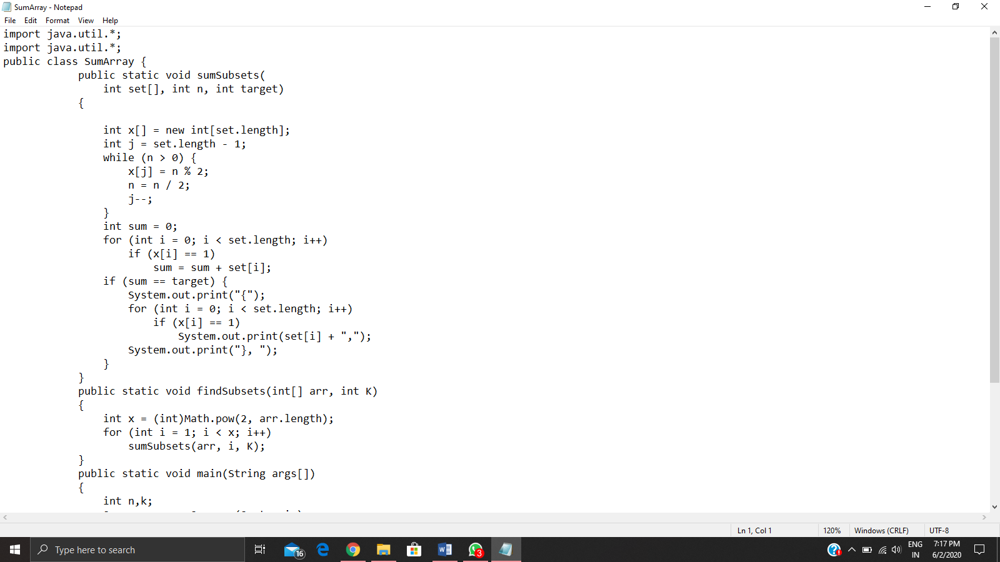 SumArray - Notepad
File Edit Format View Help
import java.util.*;
import java.util.*;
public class SumArray {
public static void sumSubsets(
int set[], int n, int target)
{
int x[] = new int[set.length];
int j = set.length - 1;
while (n > 0) {
x[j] = n % 2;
n = n / 2;
j--;
}
int sum = 0;
for (int i = 0; i < set.length; i++)
if (x[i] == 1)
sum = sum + set[i];
if (sum == target) {
System.out.print("{");
for (int i = 0; i < set.length; i++)
if (x[i] == 1)
System.out.print(set[i] + ",");
System.out.print("}, ");
}
}
public static void findSubsets(int[] arr, int K)
{
int x = (int)Math.pow(2, arr.length);
for (int i = 1; i < x; i++)
sumSubsets(arr, i, K);
}
public static void main(String args[])
{
int n,k;
Ln 1, Col 1 120% Windows (CRLF) UTF-8
Type here to search 16 3 ENG 7:17 PM
IN 6/2/2020